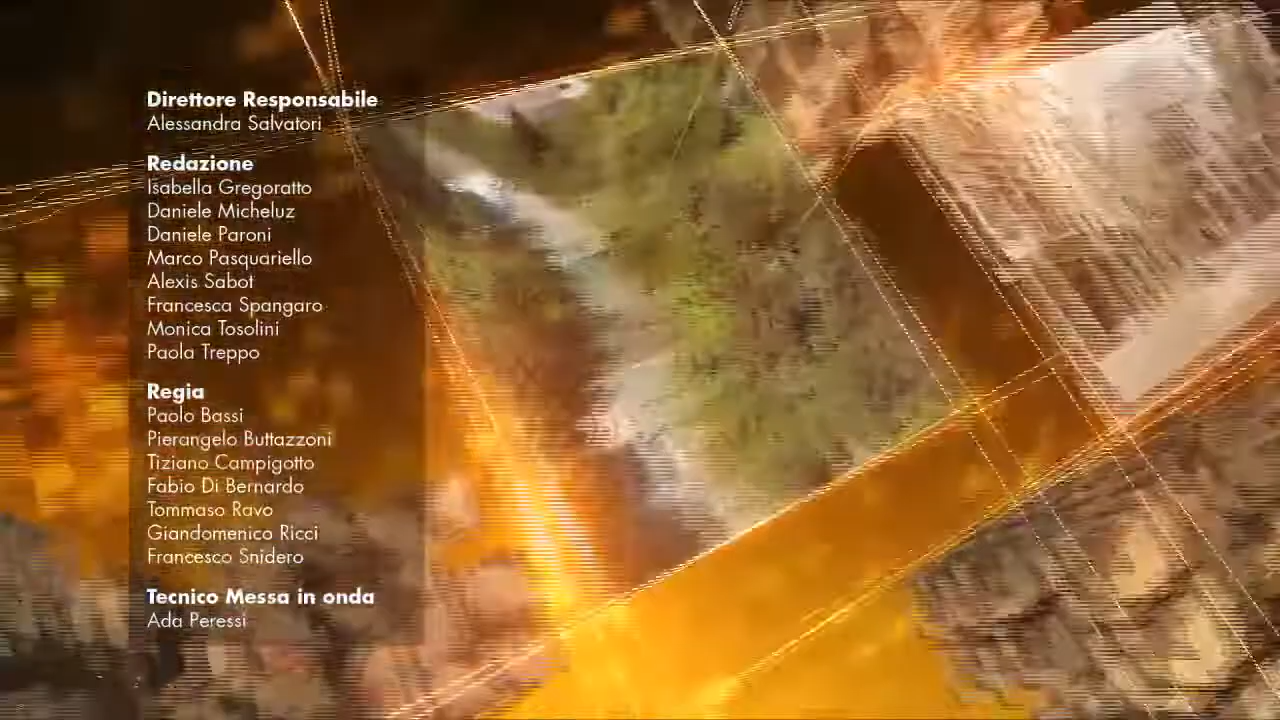 Direttore Responsabile
Alessandra Salvatori
Redazione
Isabella Gregoratto
Daniele Micheluz
Daniele Paroni
Marco Pasquariello
Alexis Sabot
Francesca Spangaro
Monica Tosolini
Paola Treppo
Regia
Paolo Bassi
Pierangelo Buttazzoni
Tiziano Campigotto
Fabio Di Bernardo
Tommaso Ravo
Giandomenico Ricci
Francesco Snidero
Tecnico Messa in onda
Ada Peressi